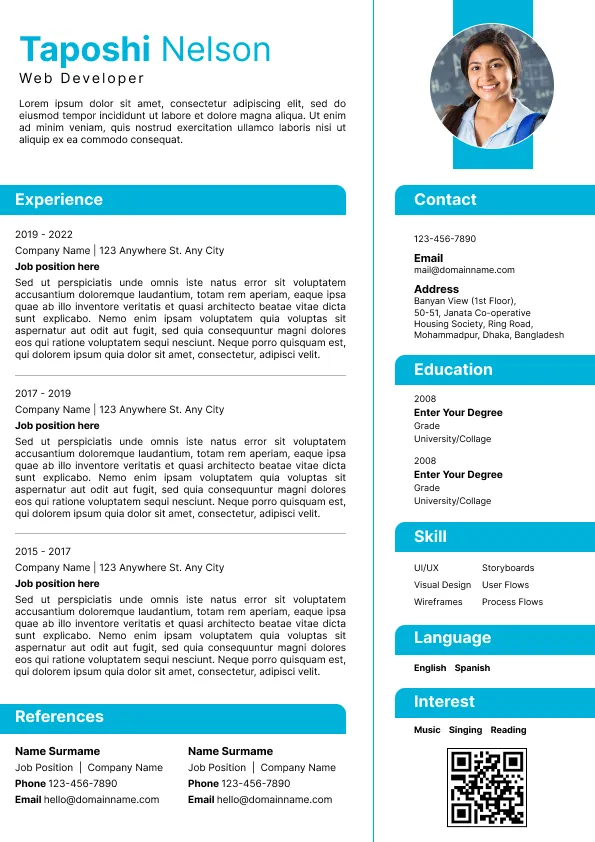 Taposhi Nelson
Web Developer
Lorem ipsum dolor sit amet, consectetur adipiscing elit, sed do
eiusmod tempor incididunt ut labore et dolore magna aliqua. Ut enim
ad minim veniam, quis nostrud exercitation ullamco laboris nisi ut
aliquip ex ea commodo consequat.
Experience
2019 - 2022
Company Name | 123 Anywhere St. Any City
Job position here
Sed ut perspiciatis unde omnis iste natus error sit voluptatem
accusantium doloremque laudantium, totam rem aperiam, eaque ipsa
quae ab illo inventore veritatis et quasi architecto beatae vitae dicta
sunt explicabo. Nemo enim ipsam voluptatem quia voluptas sit
aspernatur aut odit aut fugit, sed quia consequuntur magni dolores
eos qui ratione voluptatem sequi nesciunt. Neque porro quisquam est,
qui dolorem ipsum quia dolor sit amet, consectetur, adipisci velit.
2017 - 2019
Company Name | 123 Anywhere St. Any City
Job position here
Sed ut perspiciatis unde omnis iste natus error sit voluptatem
accusantium doloremque laudantium, totam rem aperiam, eaque ipsa
quae ab illo inventore veritatis et quasi architecto beatae vitae dicta
sunt explicabo. Nemo enim ipsam voluptatem quia voluptas sit
aspernatur aut odit aut fugit, sed quia consequuntur magni dolores
eos qui ratione voluptatem sequi nesciunt. Neque porro quisquam est,
qui dolorem ipsum quia dolor sit amet, consectetur, adipisci velit.
2015 - 2017
Company Name | 123 Anywhere St. Any City
Job position here
Sed ut perspiciatis unde omnis iste natus error sit voluptatem
accusantium doloremque laudantium, totam rem aperiam, eaque ipsa
quae ab illo inventore veritatis et quasi architecto beatae vitae dicta
sunt explicabo. Nemo enim ipsam voluptatem quia voluptas sit
aspernatur aut odit aut fugit, sed quia consequuntur magni dolores
eos qui ratione voluptatem sequi nesciunt. Neque porro quisquam est,
qui dolorem ipsum quia dolor sit amet, consectetur, adipisci velit.
References
Name Surname
Job Position | Company Name
Phone 123-456-7890
Email hello@domainname.com
Name Surname
Job Position | Company Name
Phone 123-456-7890
Email hello@domainname.com
Contact
123-456-7890
Email
mail@domainname.com
Address
Banyan View (1st Floor),
50-51, Janata Co-operative
Housing Society, Ring Road,
Mohammadpur, Dhaka, Bangladesh
Education
2008
Enter Your Degree
Grade
University/Collage
2008
Enter Your Degree
Grade
University/Collage
Skill
UI/UX Storyboards
Visual Design User Flows
Wireframes Process Flows
Language
English Spanish
Interest
Music Singing Reading